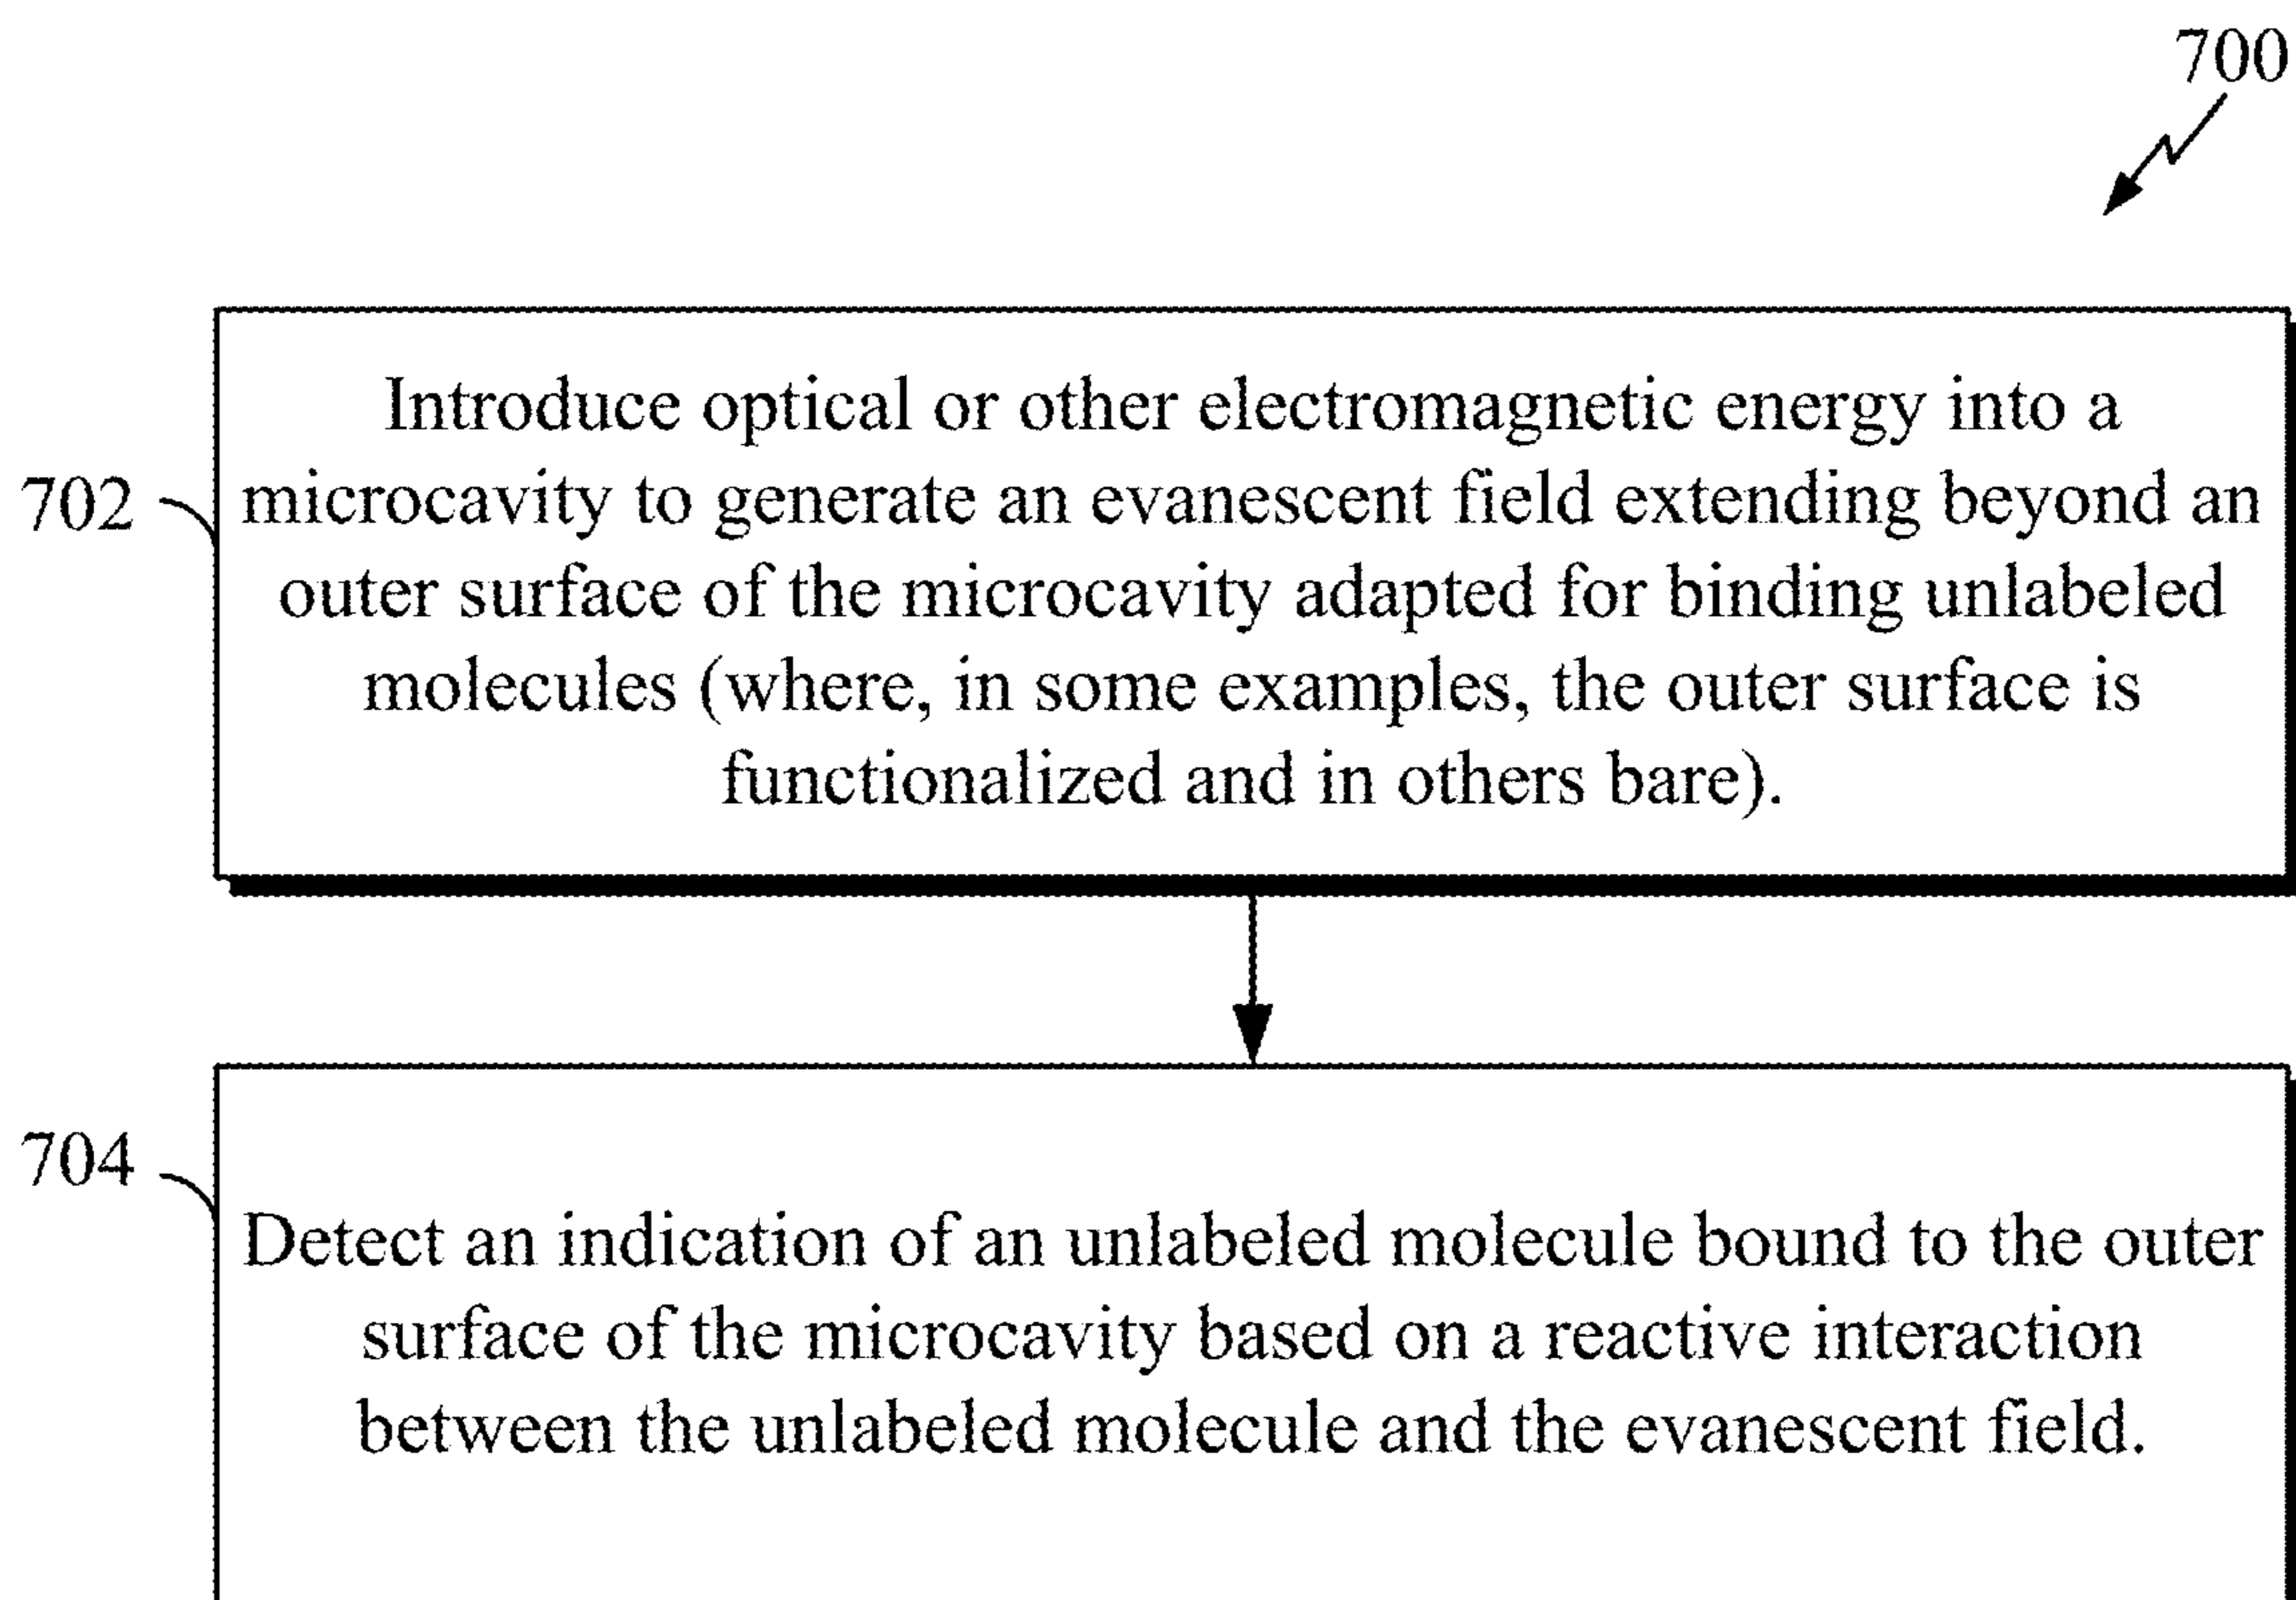 700
702
Introduce optical or other electromagnetic energy into a
microcavity to generate an evanescent field extending beyond an
outer surface of the microcavity adapted for binding unlabeled
molecules (where, in some examples, the outer surface is
functionalized and in others bare).
704
Detect an indication of an unlabeled molecule bound to the outer
surface of the microcavity based on a reactive interaction
between the unlabeled molecule and the evanescent field.